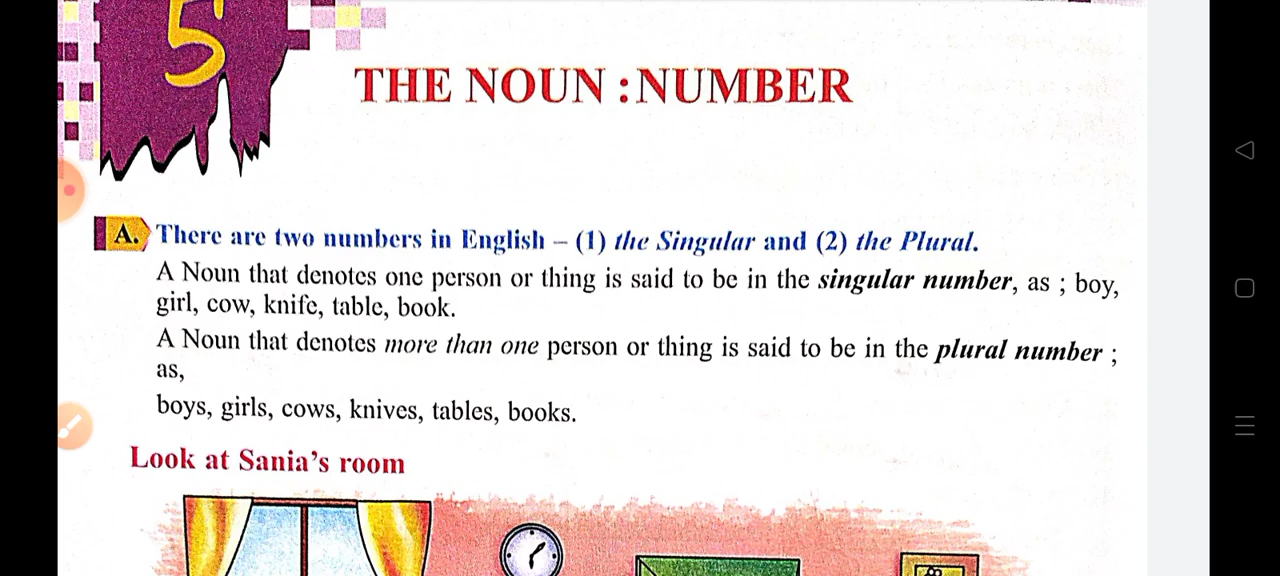 5
THE NOUN : NUMBER
A. There are two numbers in English – (1) the Singular and (2) the Plural.
A Noun that denotes one person or thing is said to be in the singular number, as ; boy,
girl, cow, knife, table, book.
A Noun that denotes more than one person or thing is said to be in the plural number ;
as,
boys, girls, cows, knives, tables, books.
Look at Sania's room